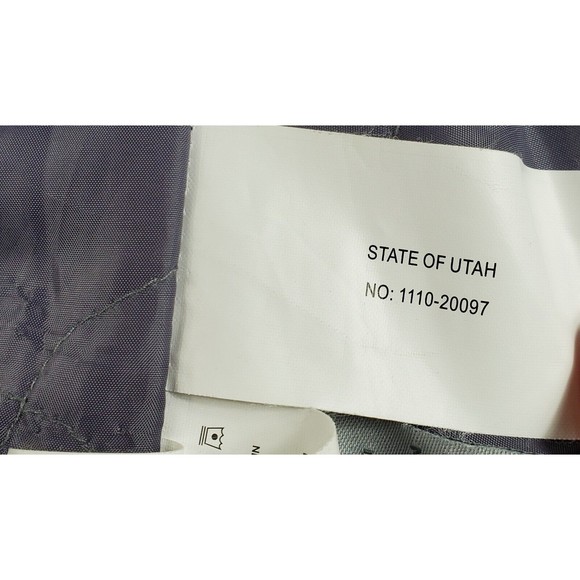 STATE OF UTAH
NO: 1110-20097